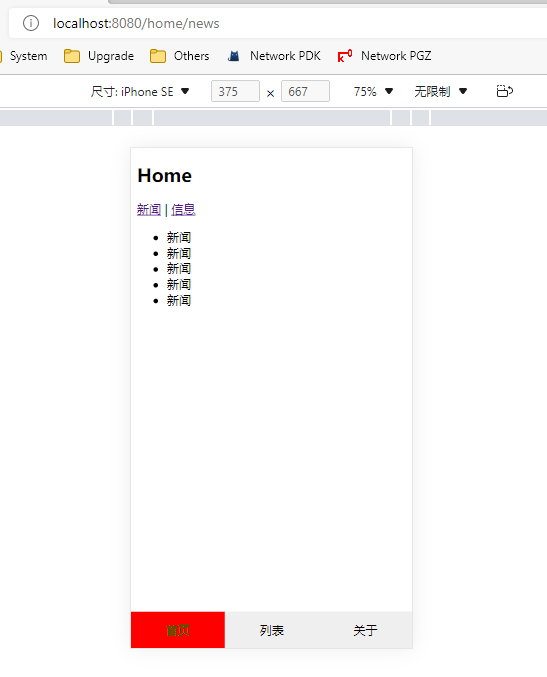 localhost:8080/home/news
System Upgrade Others Network PDK Network PGZ
尺寸: iPhone SE 375 × 667 75% 无限制
Home
新闻 | 信息
• 新闻
• 新闻
• 新闻
• 新闻
• 新闻
首页 列表 关于